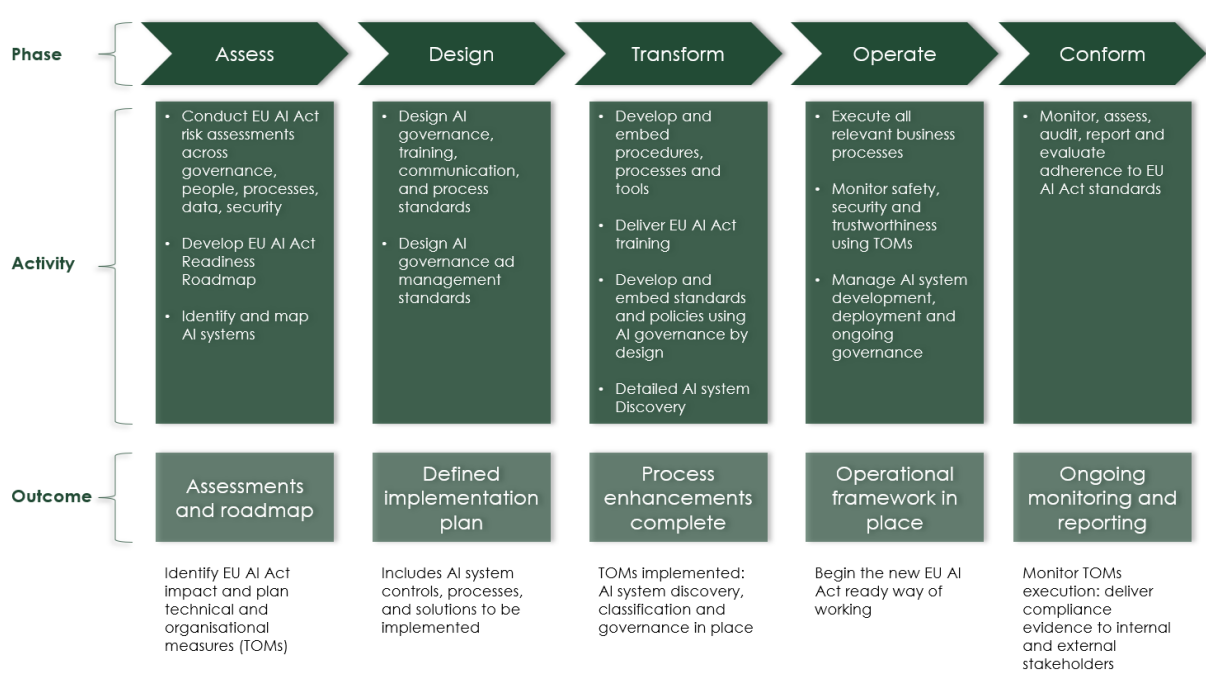 Phase
Assess
Design
Transform
Operate
Conform
Activity
• Conduct EU AI Act
risk assessments
across
governance,
people, processes,
data, security
• Develop EU AI Act
Readiness
Roadmap
• Identify and map
AI systems
• Design AI
governance,
training,
communication,
and process
standards
• Design AI
governance ad
management
standards
• Develop and
embed
procedures,
processes and
tools
• Deliver EU AI Act
training
• Develop and
embed standards
and policies using
AI governance by
design
• Detailed AI system
Discovery
• Execute all
relevant business
processes
• Monitor safety,
security and
trustworthiness
using TOMs
• Manage AI system
development,
deployment and
ongoing
governance
• Monitor, assess,
audit, report and
evaluate
adherence to EU
AI Act standards
Outcome
Assessments
and roadmap
Defined
implementation
plan
Process
enhancements
complete
Operational
framework in
place
Ongoing
monitoring and
reporting
Identify EU AI Act
impact and plan
technical and
organisational
measures (TOMs)
Includes AI system
controls, processes,
and solutions to be
implemented
TOMs implemented:
AI system discovery,
classification and
governance in place
Begin the new EU AI
Act ready way of
working
Monitor TOMs
execution: deliver
compliance
evidence to internal
and external
stakeholders